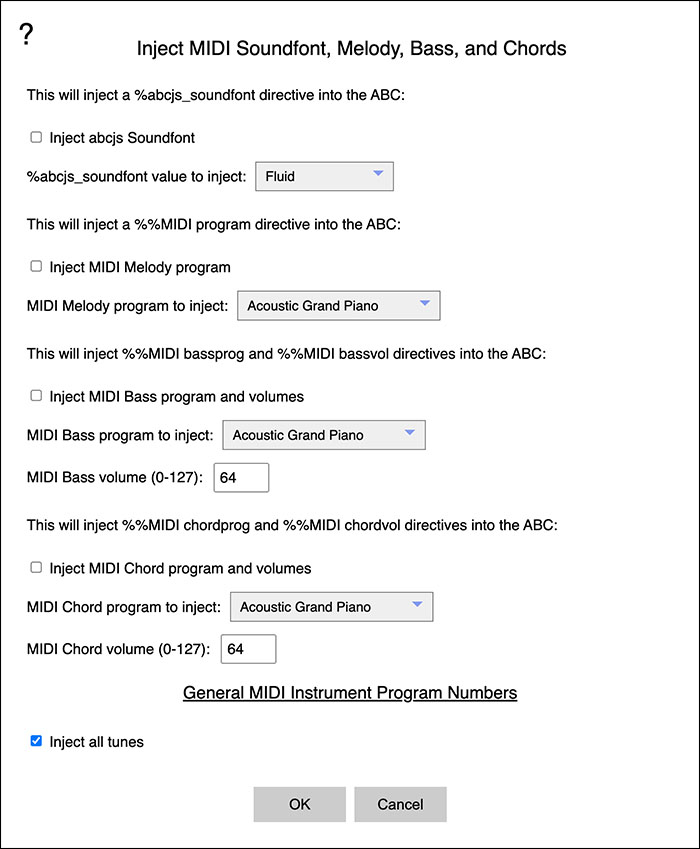 ?
Inject MIDI Soundfont, Melody, Bass, and Chords
This will inject a %abcjs_soundfont directive into the ABC:
Inject abcjs Soundfont
%abcjs_soundfont value to inject: Fluid
This will inject a %%MIDI program directive into the ABC:
Inject MIDI Melody program
MIDI Melody program to inject: Acoustic Grand Piano
This will inject %%MIDI bassprog and %%MIDI bassvol directives into the ABC:
Inject MIDI Bass program and volumes
MIDI Bass program to inject: Acoustic Grand Piano
MIDI Bass volume (0-127): 64
This will inject %%MIDI chordprog and %%MIDI chordvol directives into the ABC:
Inject MIDI Chord program and volumes
MIDI Chord program to inject: Acoustic Grand Piano
MIDI Chord volume (0-127): 64
General MIDI Instrument Program Numbers
Inject all tunes
OK Cancel